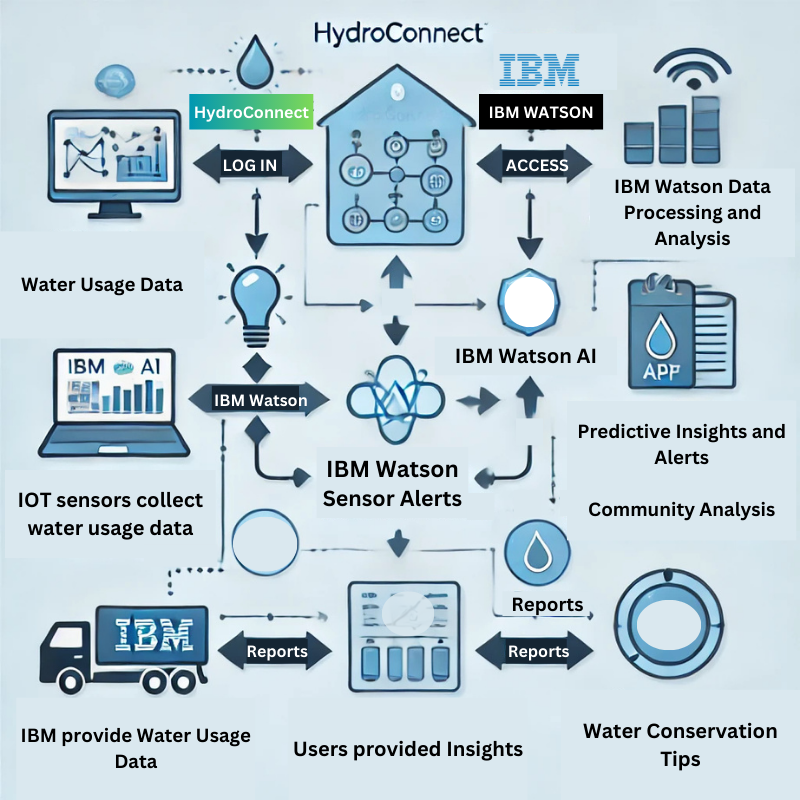 HydroConnect
IBM
HydroConnect
IBM WATSON
LOG IN
ACCESS
IBM Watson Data
Processing and
Analysis
Water Usage Data
IBM Watson AI
APP
IBM AI
IBM Watson
Predictive Insights and
Alerts
IBM Watson
Sensor Alerts
IOT sensors collect
water usage data
Community Analysis
Reports
IBM
Reports
Reports
IBM provide Water Usage
Data
Users provided Insights
Water Conservation
Tips